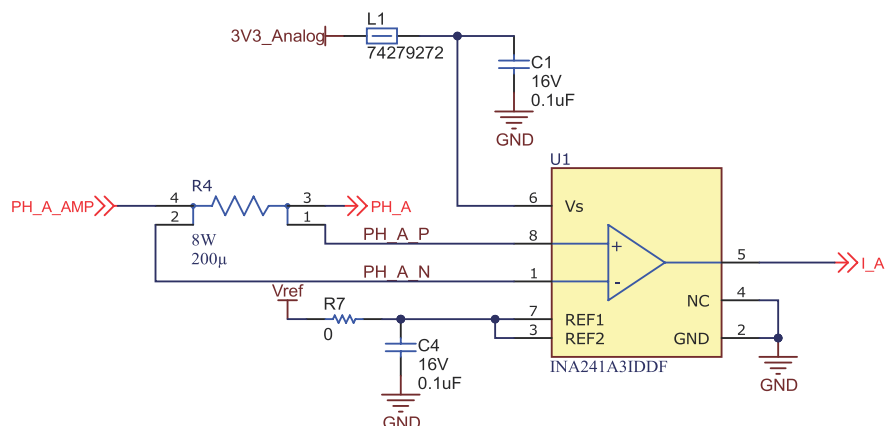 L1
3V3_Analog
74279272
C1
16V
0.1uF
GND
U1
R4
PH_A_AMP
4
3
PH_A
2
1
8W
200µ
PH_A_P
PH_A_N
6
Vs
8
+
1
-
5
I_A
Vref
R7
0
7
REF1
3
REF2
NC
4
GND
2
C4
16V
0.1uF
GND
INA241A3IDDF
GND